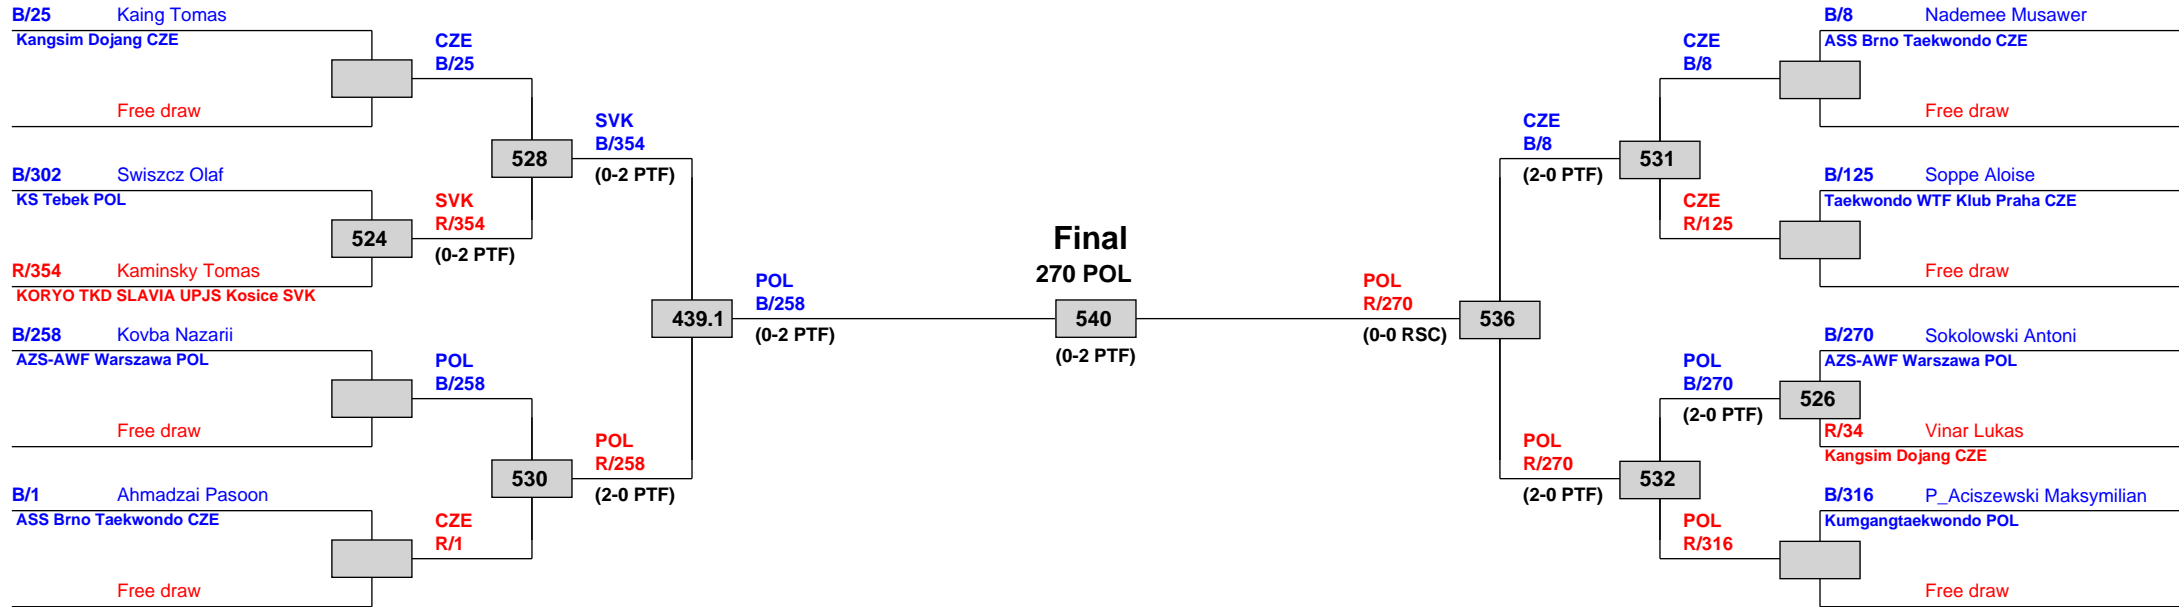 B/25 Kaing Tomas
Kangsim Dojang CZE
Free draw
B/302 Swiszcz Olaf
KS Tebek POL
524
R/354 Kaminsky Tomas
KORYO TKD SLAVIA UPJS Kosice SVK
B/258 Kovba Nazarii
AZS-AWF Warszawa POL
Free draw
B/1 Ahmadzai Pasoon
ASS Brno Taekwondo CZE
Free draw
CZE
B/25
528
SVK
R/354
(0-2 PTF)
POL
B/258
530
CZE
R/1
SVK
B/354
(0-2 PTF)
439.1
POL
R/258
(2-0 PTF)
POL
B/258
(0-2 PTF)
Final
270 POL
540
(0-2 PTF)
POL
R/270
(0-0 RSC)
536
CZE
B/8
(2-0 PTF)
531
POL
R/270
(2-0 PTF)
532
CZE
B/8
CZE
R/125
POL
B/270
(2-0 PTF)
526
POL
R/316
B/8 Nademee Musawer
ASS Brno Taekwondo CZE
Free draw
B/125 Soppe Aloise
Taekwondo WTF Klub Praha CZE
Free draw
B/270 Sokolowski Antoni
AZS-AWF Warszawa POL
R/34 Vinar Lukas
Kangsim Dojang CZE
B/316 P_Aciszewski Maksymilian
Kumgangtaekwondo POL
Free draw